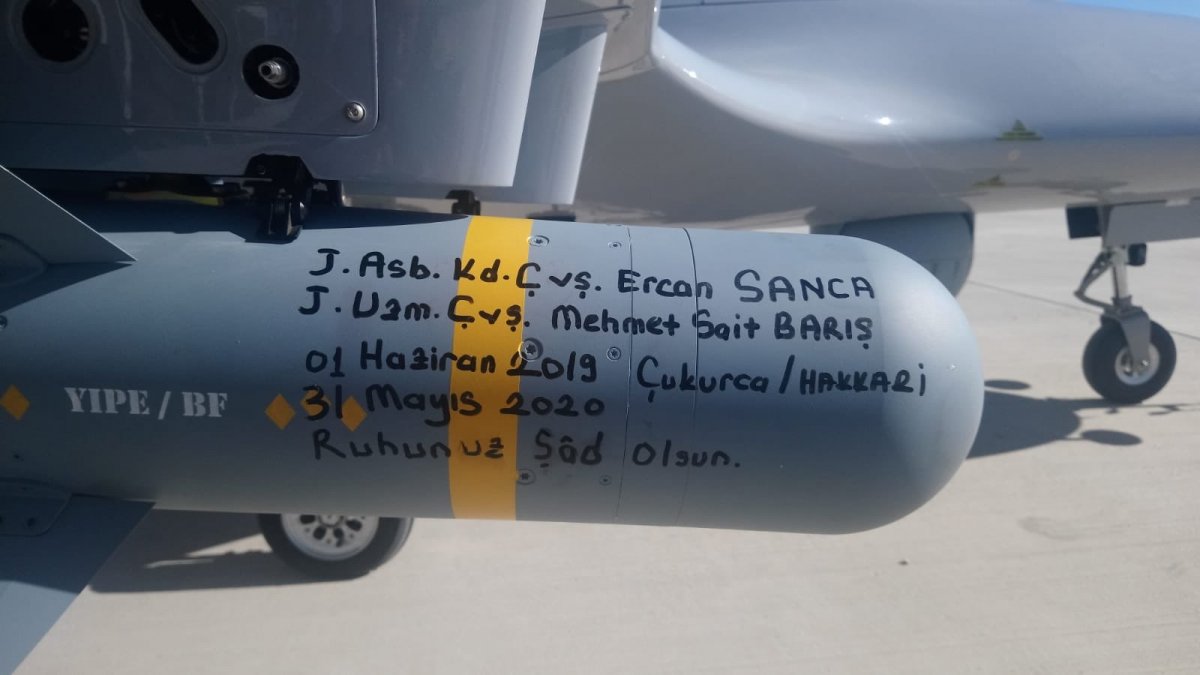 J. Asb. Kd. Çvş. Ercan SANCA
J. Uzm. Çvş. Mehmet Sait BARIŞ
01 Haziran 2019 Çukurca/HAKKARİ
31 Mayıs 2020
Ruhunuz Şâd Olsun.
YIPE / BF